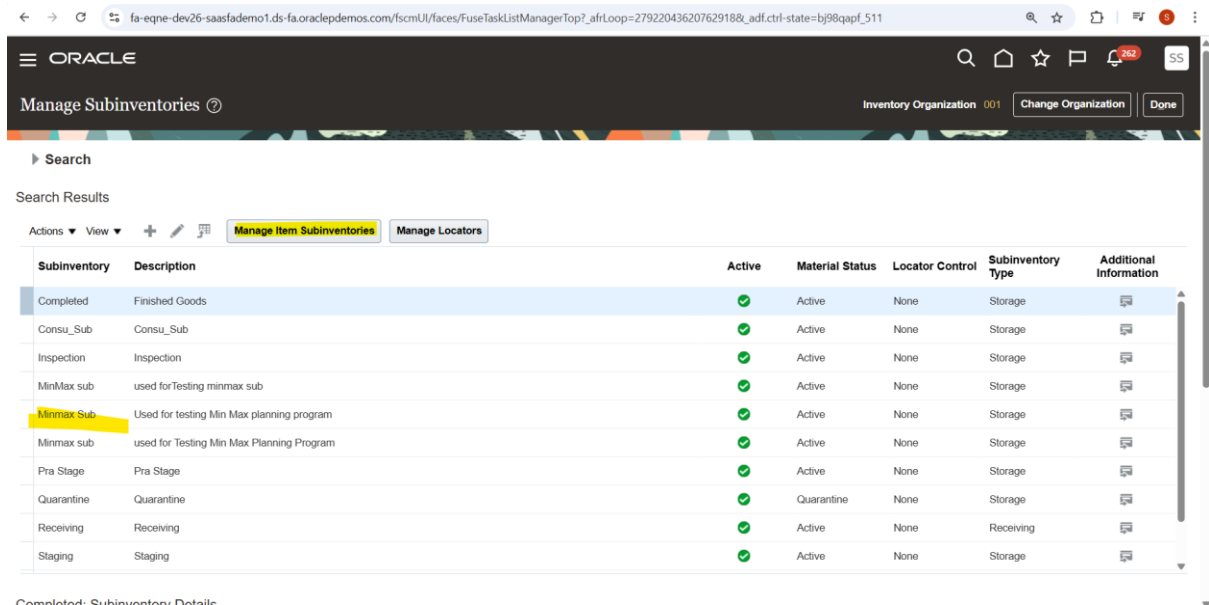 fa-eqne-dev26-saasfademo1.ds-fa.oraclepdemos.com/fscmUI/faces/FuseTaskListManagerTop?_afrLoop=27922043620762918&_adf.ctrl-state=bj98qapf_511
S
ORACLE
262
SS
Manage Subinventories ?
Inventory Organization 001 Change Organization Done
Search
Search Results
Actions View Manage Item Subinventories Manage Locators
Subinventory Description Active Material Status Locator Control Subinventory Type Additional Information
Completed Finished Goods Active None Storage
Consu_Sub Consu_Sub Active None Storage
Inspection Inspection Active None Storage
MinMax sub used forTesting minmax sub Active None Storage
Minmax Sub Used for testing Min Max planning program Active None Storage
Minmax sub used for Testing Min Max Planning Program Active None Storage
Pra Stage Pra Stage Active None Storage
Quarantine Quarantine Quarantine None Storage
Receiving Receiving Active None Receiving
Staging Staging Active None Storage
Completed: Subinventory Details